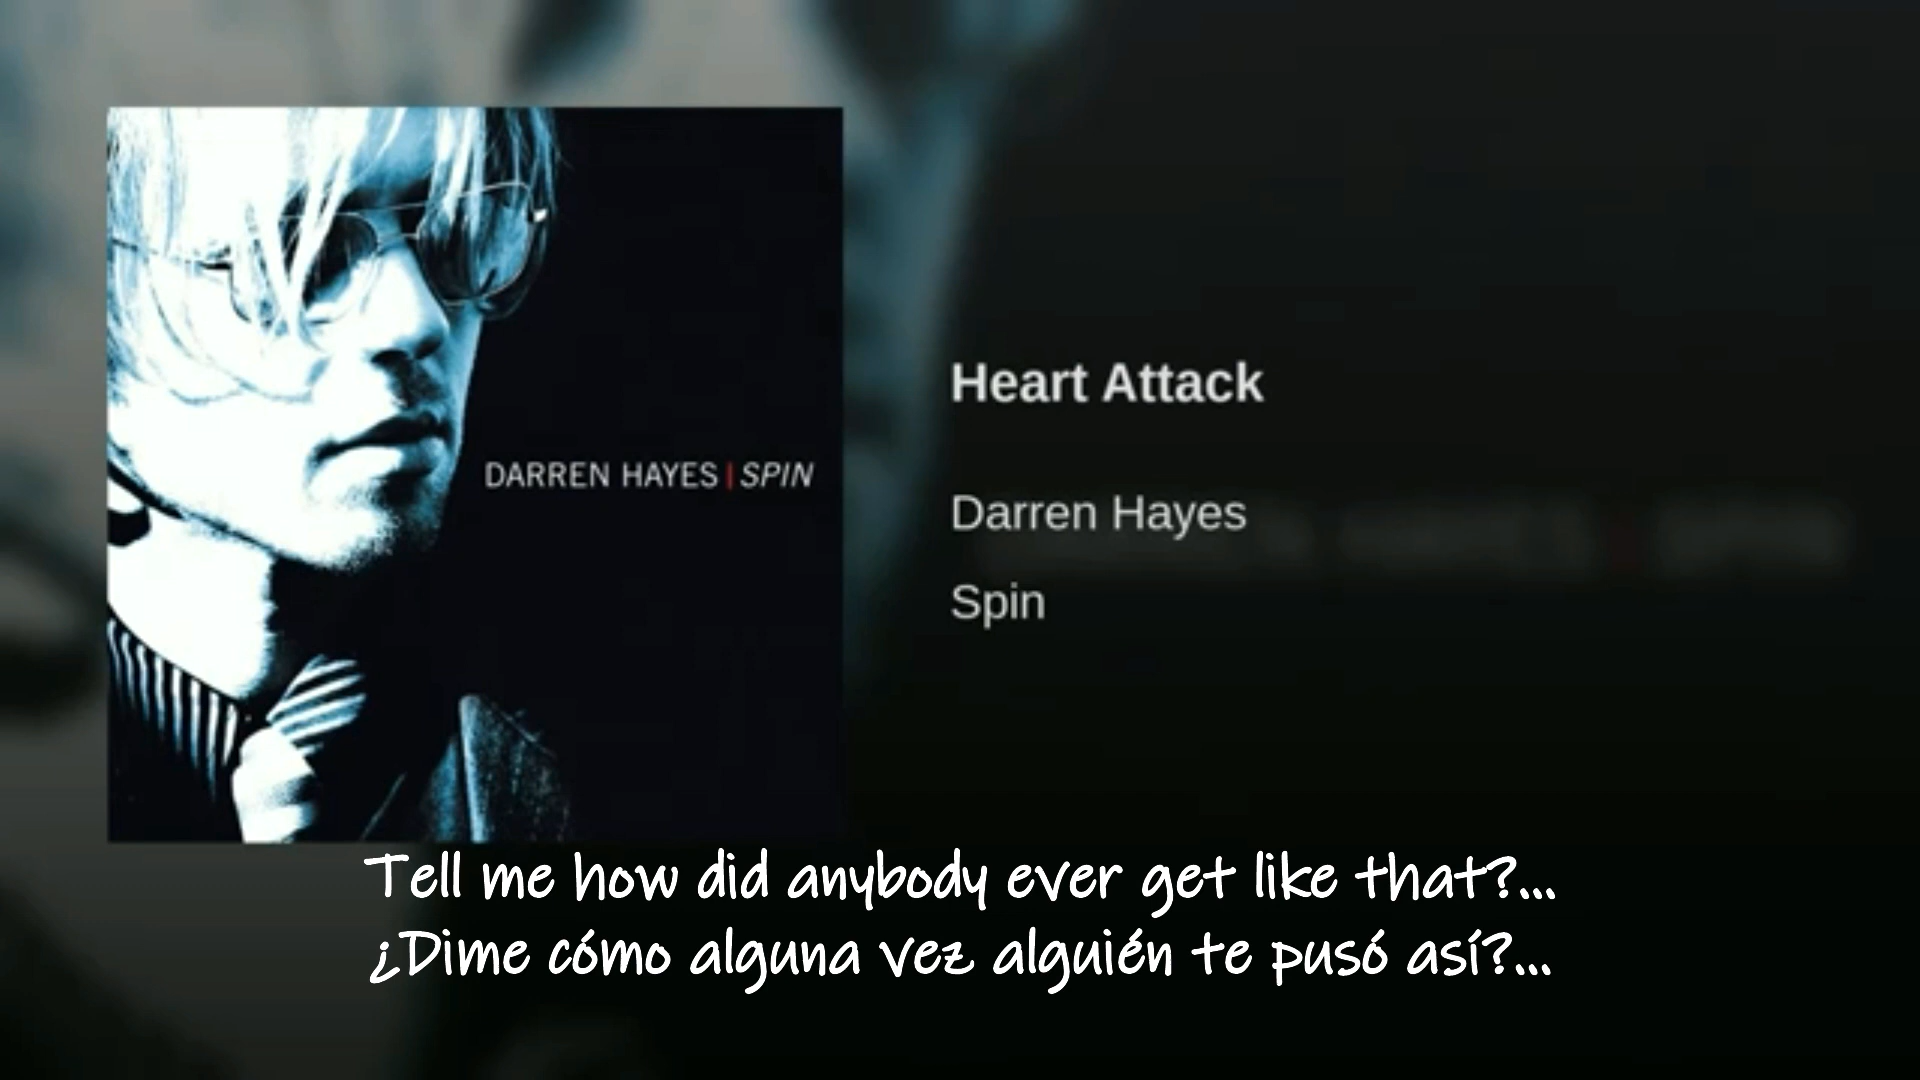 DARREN HAYES | SPIN
Heart Attack
Darren Hayes
Spin
Tell me how did anybody ever get like that?...
¿Dime cómo alguna vez alguién te pusó así?...